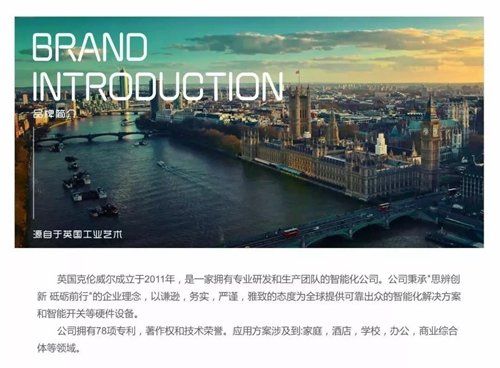 BRAND
INTRODUCTION
品牌简介
源自于英国工业艺术
英国克伦威尔成立于2011年，是一家拥有专业研发和生产团队的智能化公司。公司秉承"思辨创
新 砥砺前行"的企业理念，以谦逊，务实，严谨，雅致的态度为全球提供可靠出众的智能化解决方案
和智能开关等硬件设备。
公司拥有78项专利，著作权和技术荣誉。应用方案涉及到:家庭，酒店，学校，办公，商业综合
体等领域。